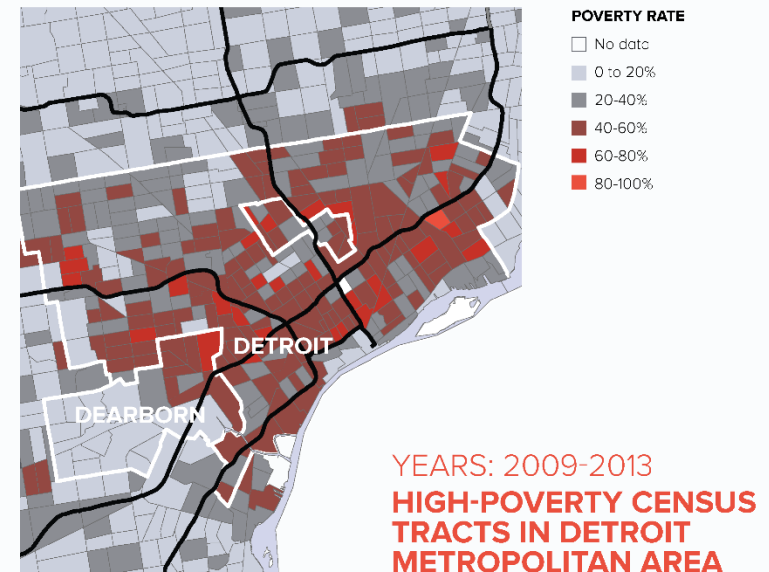 POVERTY RATE
No data
0 to 20%
20-40%
40-60%
60-80%
80-100%
DETROIT
DEARBORN
YEARS: 2009-2013
HIGH-POVERTY CENSUS
TRACTS IN DETROIT
METROPOLITAN AREA